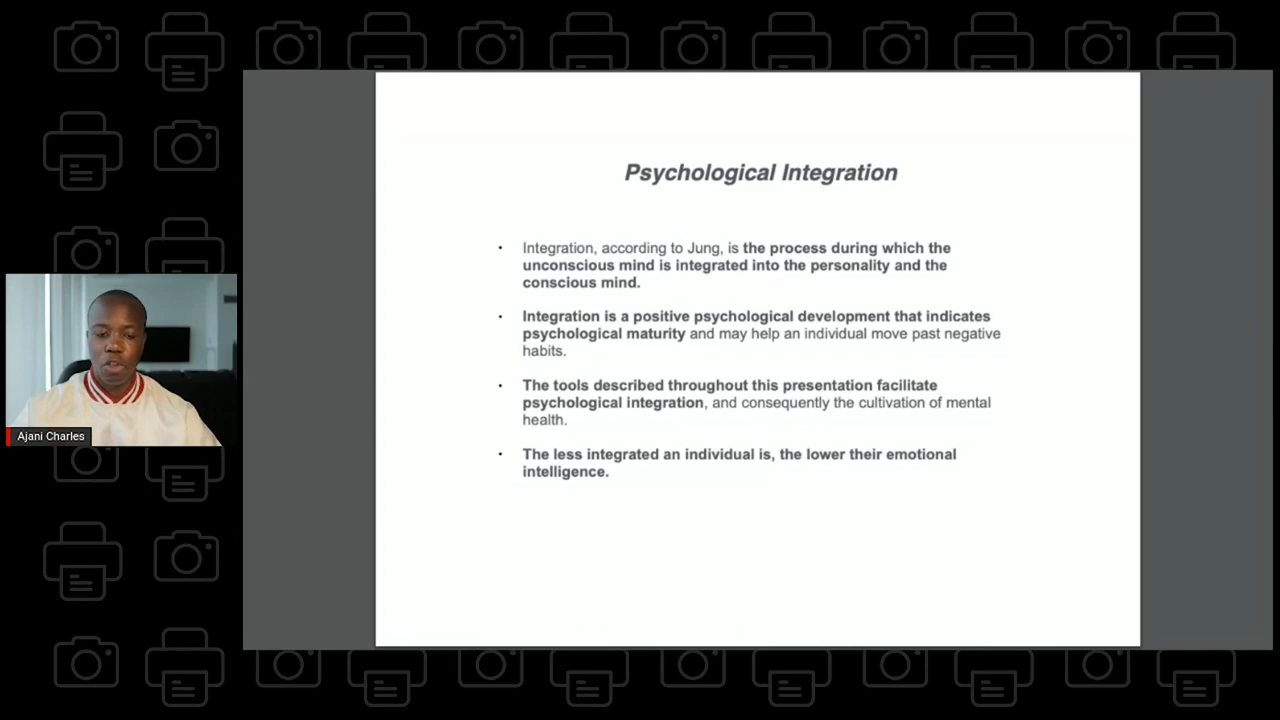 Psychological Integration
• Integration, according to Jung, is the process during which the
unconscious mind is integrated into the personality and the
conscious mind.
• Integration is a positive psychological development that indicates
psychological maturity and may help an individual move past negative
habits.
• The tools described throughout this presentation facilitate
psychological integration, and consequently the cultivation of mental
health.
• The less integrated an individual is, the lower their emotional
intelligence.
Ajani Charles